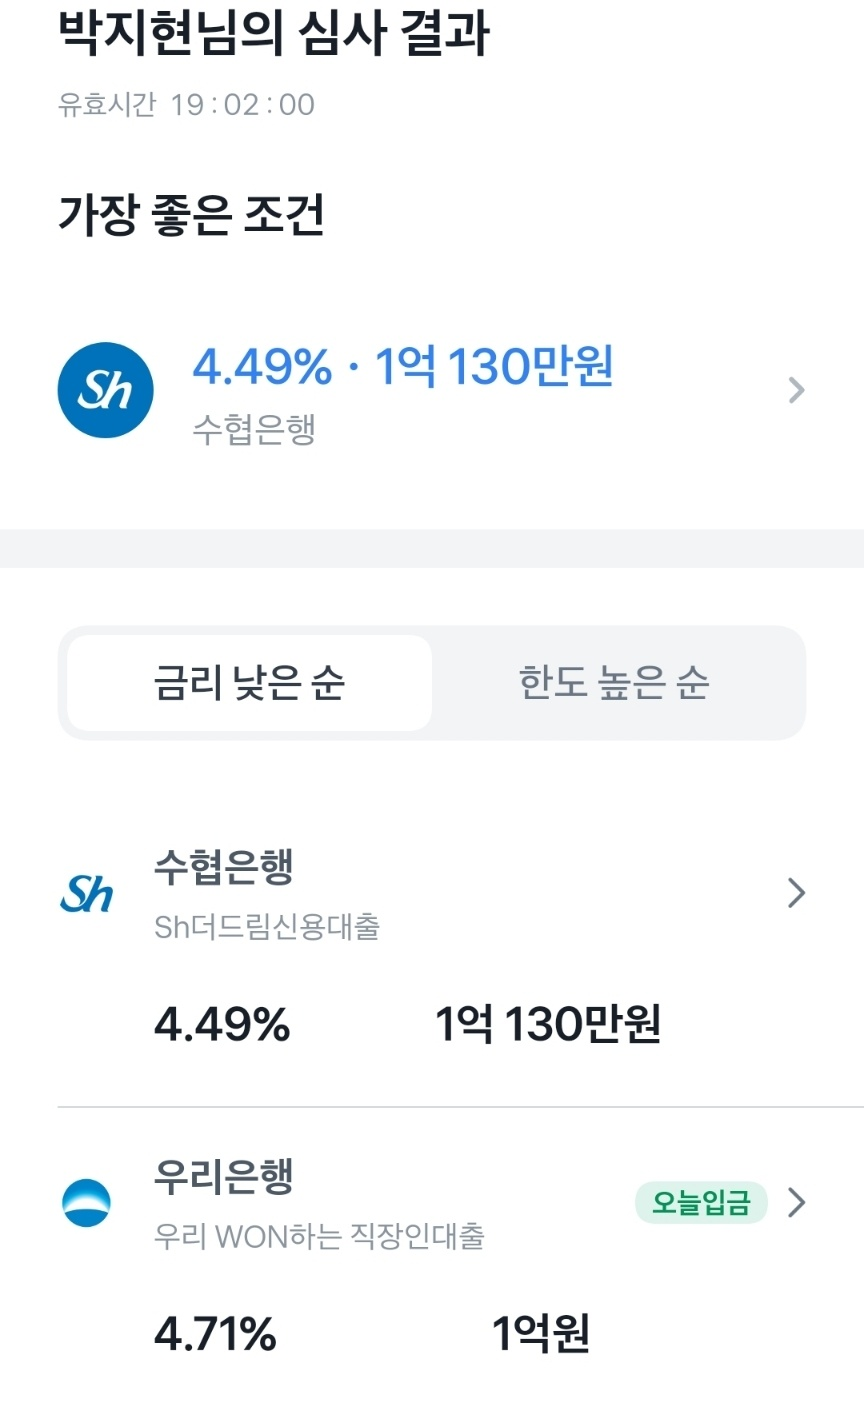 박지현님의 심사 결과
유효시간 19 : 02 : 00
가장 좋은 조건
Sh
4.49% · 1억 130만원
수협은행
금리 낮은 순
한도 높은 순
Sh
수협은행
Sh더드림신용대출
4.49%
1억 130만원
우리은행
우리 WON하는 직장인대출
오늘입금
4.71%
1억원